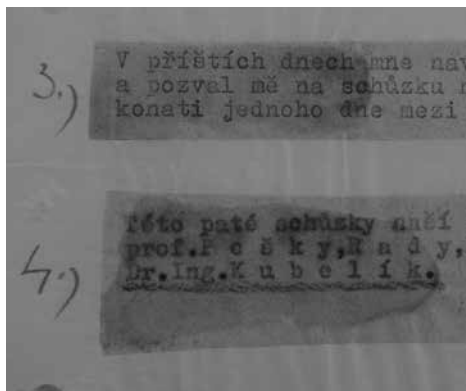 3.)
V příštích dnech mne nav
a pozval mě na schůzku n
konati jednoho dne mezi
4.)
Této paté schůzky naší
prof.P e š k y,R a d y,
Dr.Ing.K u b e l í k.